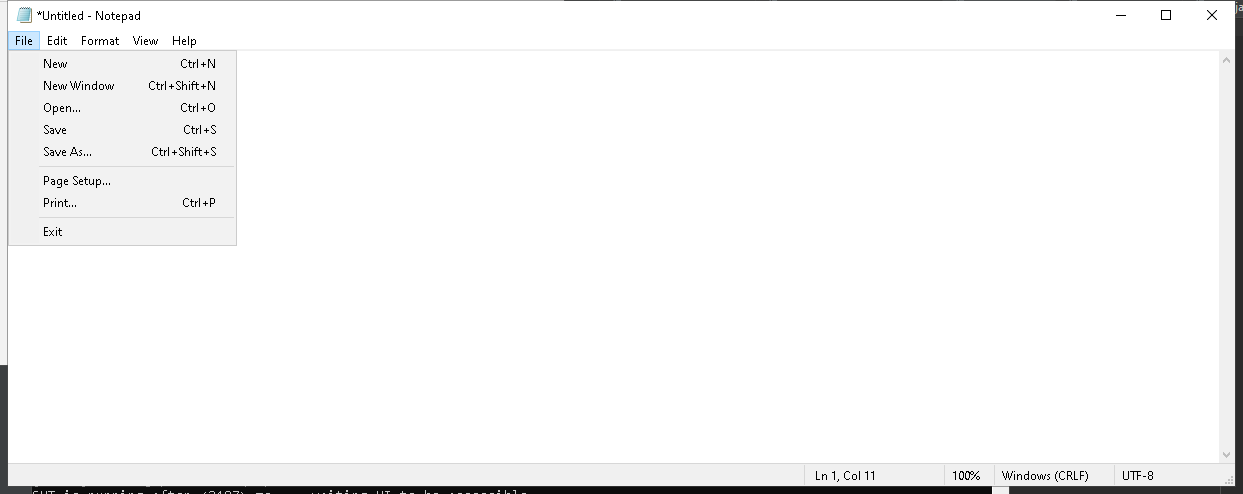 *Untitled - Notepad
File Edit Format View Help
New Ctrl+N
New Window Ctrl+Shift+N
Open... Ctrl+O
Save Ctrl+S
Save As... Ctrl+Shift+S
Page Setup...
Print... Ctrl+P
Exit
Ln 1, Col 11 100% Windows (CRLF) UTF-8